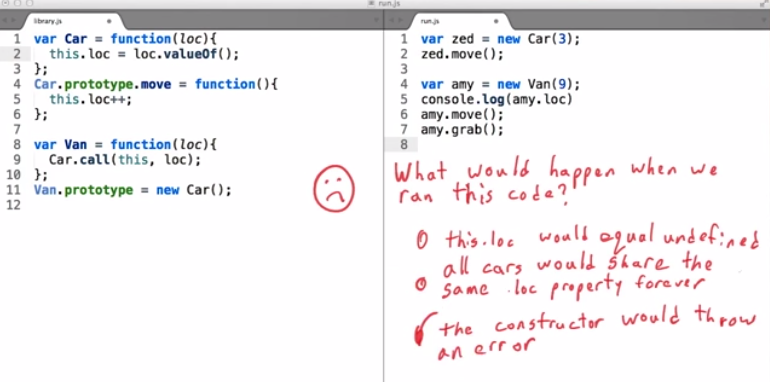 run.js
library.js
1 var Car = function(loc){
2   this.loc = loc.valueOf();
3 };
4 Car.prototype.move = function(){
5   this.loc++;
6 };
7
8 var Van = function(loc){
9   Car.call(this, loc);
10 };
11 Van.prototype = new Car();
12
run.js
1 var zed = new Car(3);
2 zed.move();
3
4 var amy = new Van(9);
5 console.log(amy.loc)
6 amy.move();
7 amy.grab();
8
What would happen when we
ran this code?
this.loc would equal undefined
all cars would share the
same .loc property forever
the constructor would throw
an error